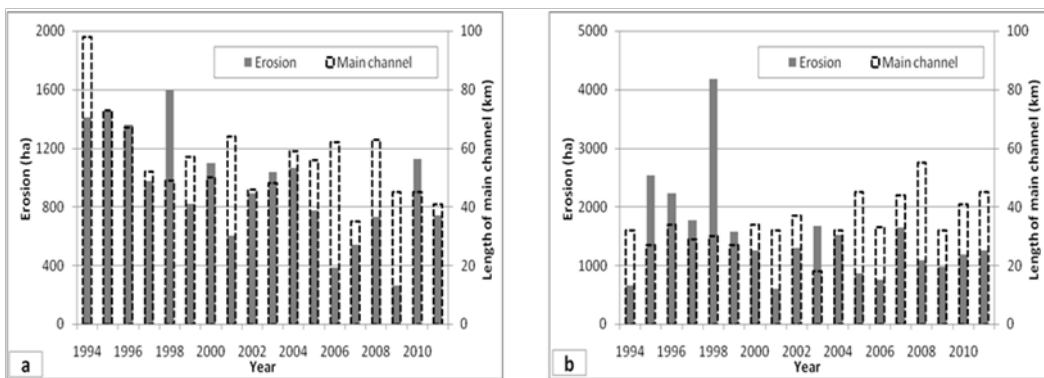 Erosion (ha)
2000
1600
1200
800
400
0
Erosion
Main channel
100
80
60
40
20
0
Length of main channel (km)
1994 1996 1998 2000 2002 2004 2006 2008 2010
Year
a
Erosion (ha)
5000
4000
3000
2000
1000
0
Erosion
Main channel
100
80
60
40
20
0
Length of main channel (km)
1994 1996 1998 2000 2002 2004 2006 2008 2010
Year
b